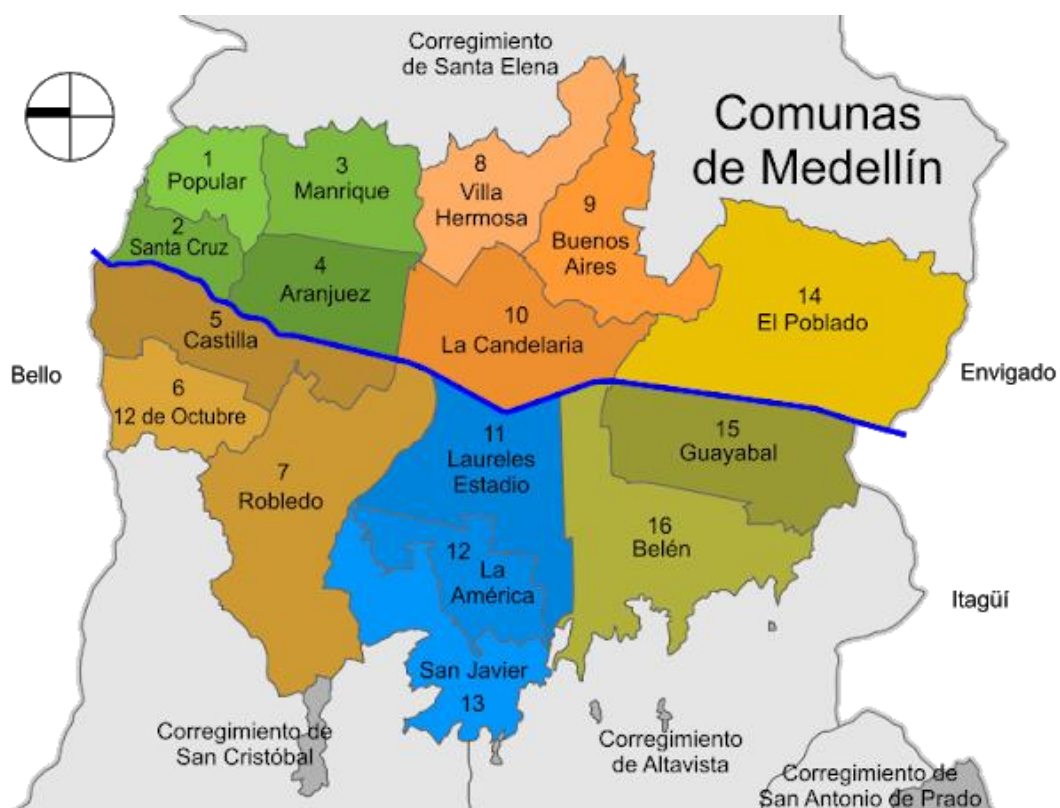 Corregimiento
de Santa Elena
Comunas
de Medellín
1
Popular
3
Manrique
8
Villa
Hermosa
9
Buenos
Aires
2
Santa Cruz
4
Aranjuez
10
La Candelaria
14
El Poblado
5
Castilla
Bello
Envigado
6
12 de Octubre
11
Laureles
Estadio
15
Guayabal
7
Robledo
16
Belén
12
La
América
Itagüí
San Javier
13
Corregimiento de
San Cristóbal
Corregimiento
de Altavista
Corregimiento de
San Antonio de Prado